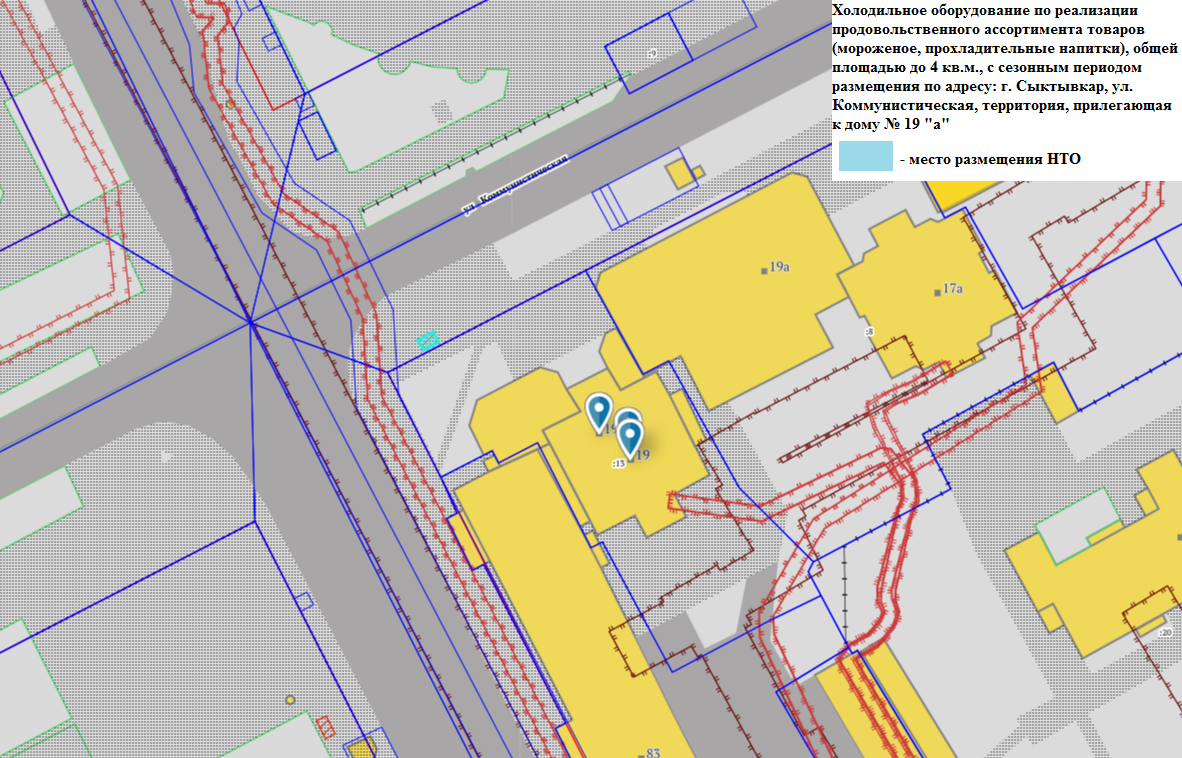 Холодильное оборудование по реализации
продовольственного ассортимента товаров
(мороженое, прохладительные напитки), общей
площадью до 4 кв.м., с сезонным периодом
размещения по адресу: г. Сыктывкар, ул.
Коммунистическая, территория, прилегающая
к дому № 19 "а"
- место размещения НТО
ул. Коммунистическая
19а
17а
:8
19
19
:13
:20
83